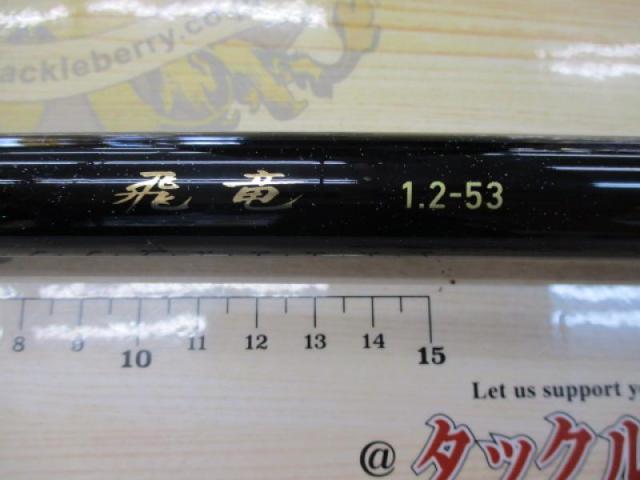 ackleberry.co
飛竜 1.2-53
8 9 10 11 12 13 14 15
Let us support y
@ タックル